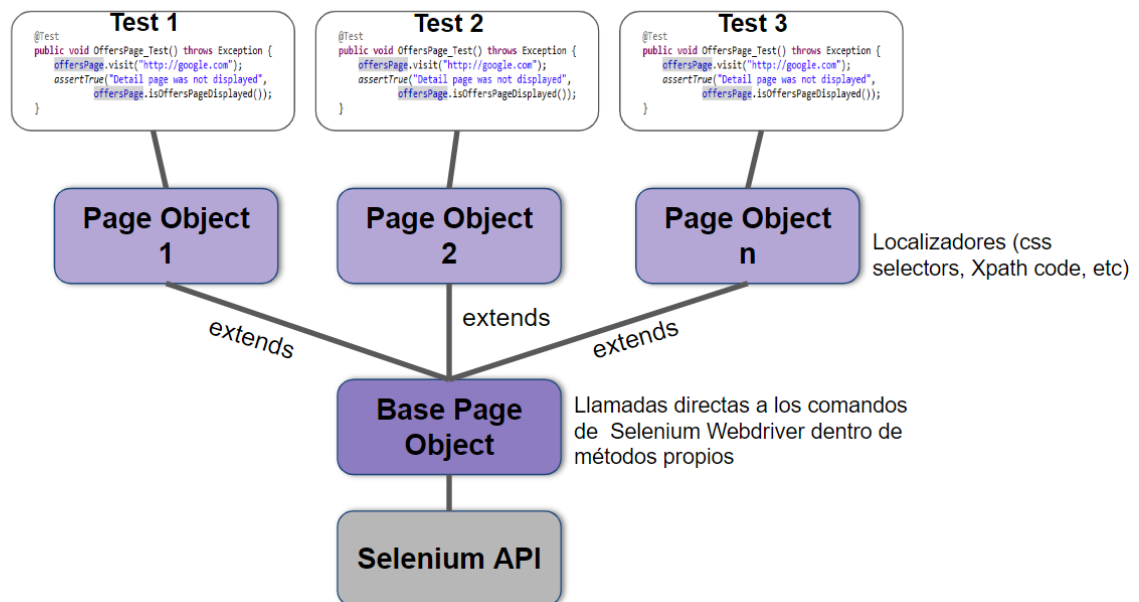 Test 1
@Test
public void OffersPage_Test() throws Exception {
offersPage.visit("http://google.com");
assertTrue("Detail page was not displayed",
offersPage.isOffersPageDisplayed());
}
Test 2
@Test
public void OffersPage_Test() throws Exception {
offersPage.visit("http://google.com");
assertTrue("Detail page was not displayed",
offersPage.isOffersPageDisplayed());
}
Test 3
@Test
public void OffersPage_Test() throws Exception {
offersPage.visit("http://google.com");
assertTrue("Detail page was not displayed",
offersPage.isOffersPageDisplayed());
}
Page Object
1
Page Object
2
Page Object
n
Localizadores (css
selectors, Xpath code, etc)
extends
extends
extends
Base Page
Object
Llamadas directas a los comandos
de Selenium Webdriver dentro de
métodos propios
Selenium API